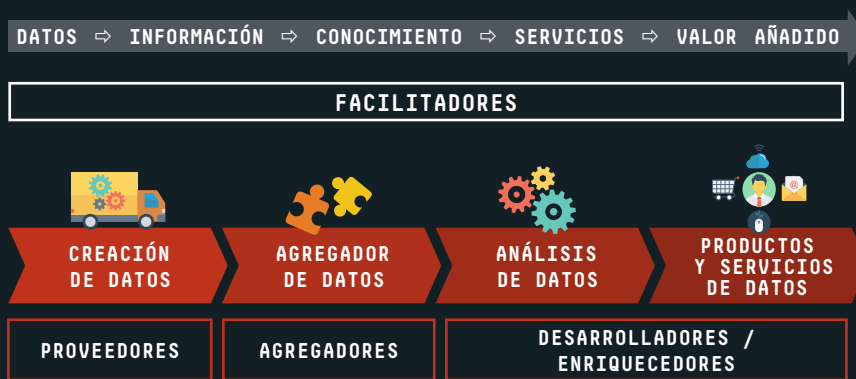 DATOS ⇨ INFORMACIÓN ⇨ CONOCIMIENTO ⇨ SERVICIOS ⇨ VALOR AÑADIDO
FACILITADORES
CREACIÓN
DE DATOS
AGREGADOR
DE DATOS
ANÁLISIS
DE DATOS
PRODUCTOS
Y SERVICIOS
DE DATOS
PROVEEDORES
AGREGADORES
DESARROLLADORES /
ENRIQUECEDORES